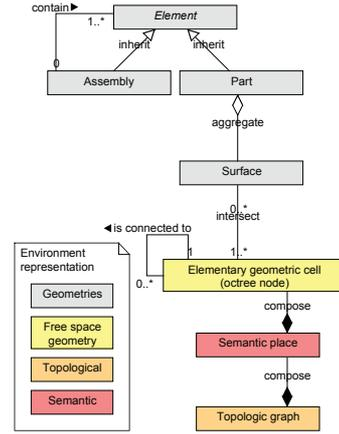 contain ►
Element
1..*
inherit
inherit
0
Assembly
Part
aggregate
Surface
0..*
intersect
◄ is connected to
1
1..*
Environment
representation
Elementary geometric cell
(octree node)
0..*
Geometries
compose
Free space
geometry
Semantic place
Topological
compose
Semantic
Topologic graph